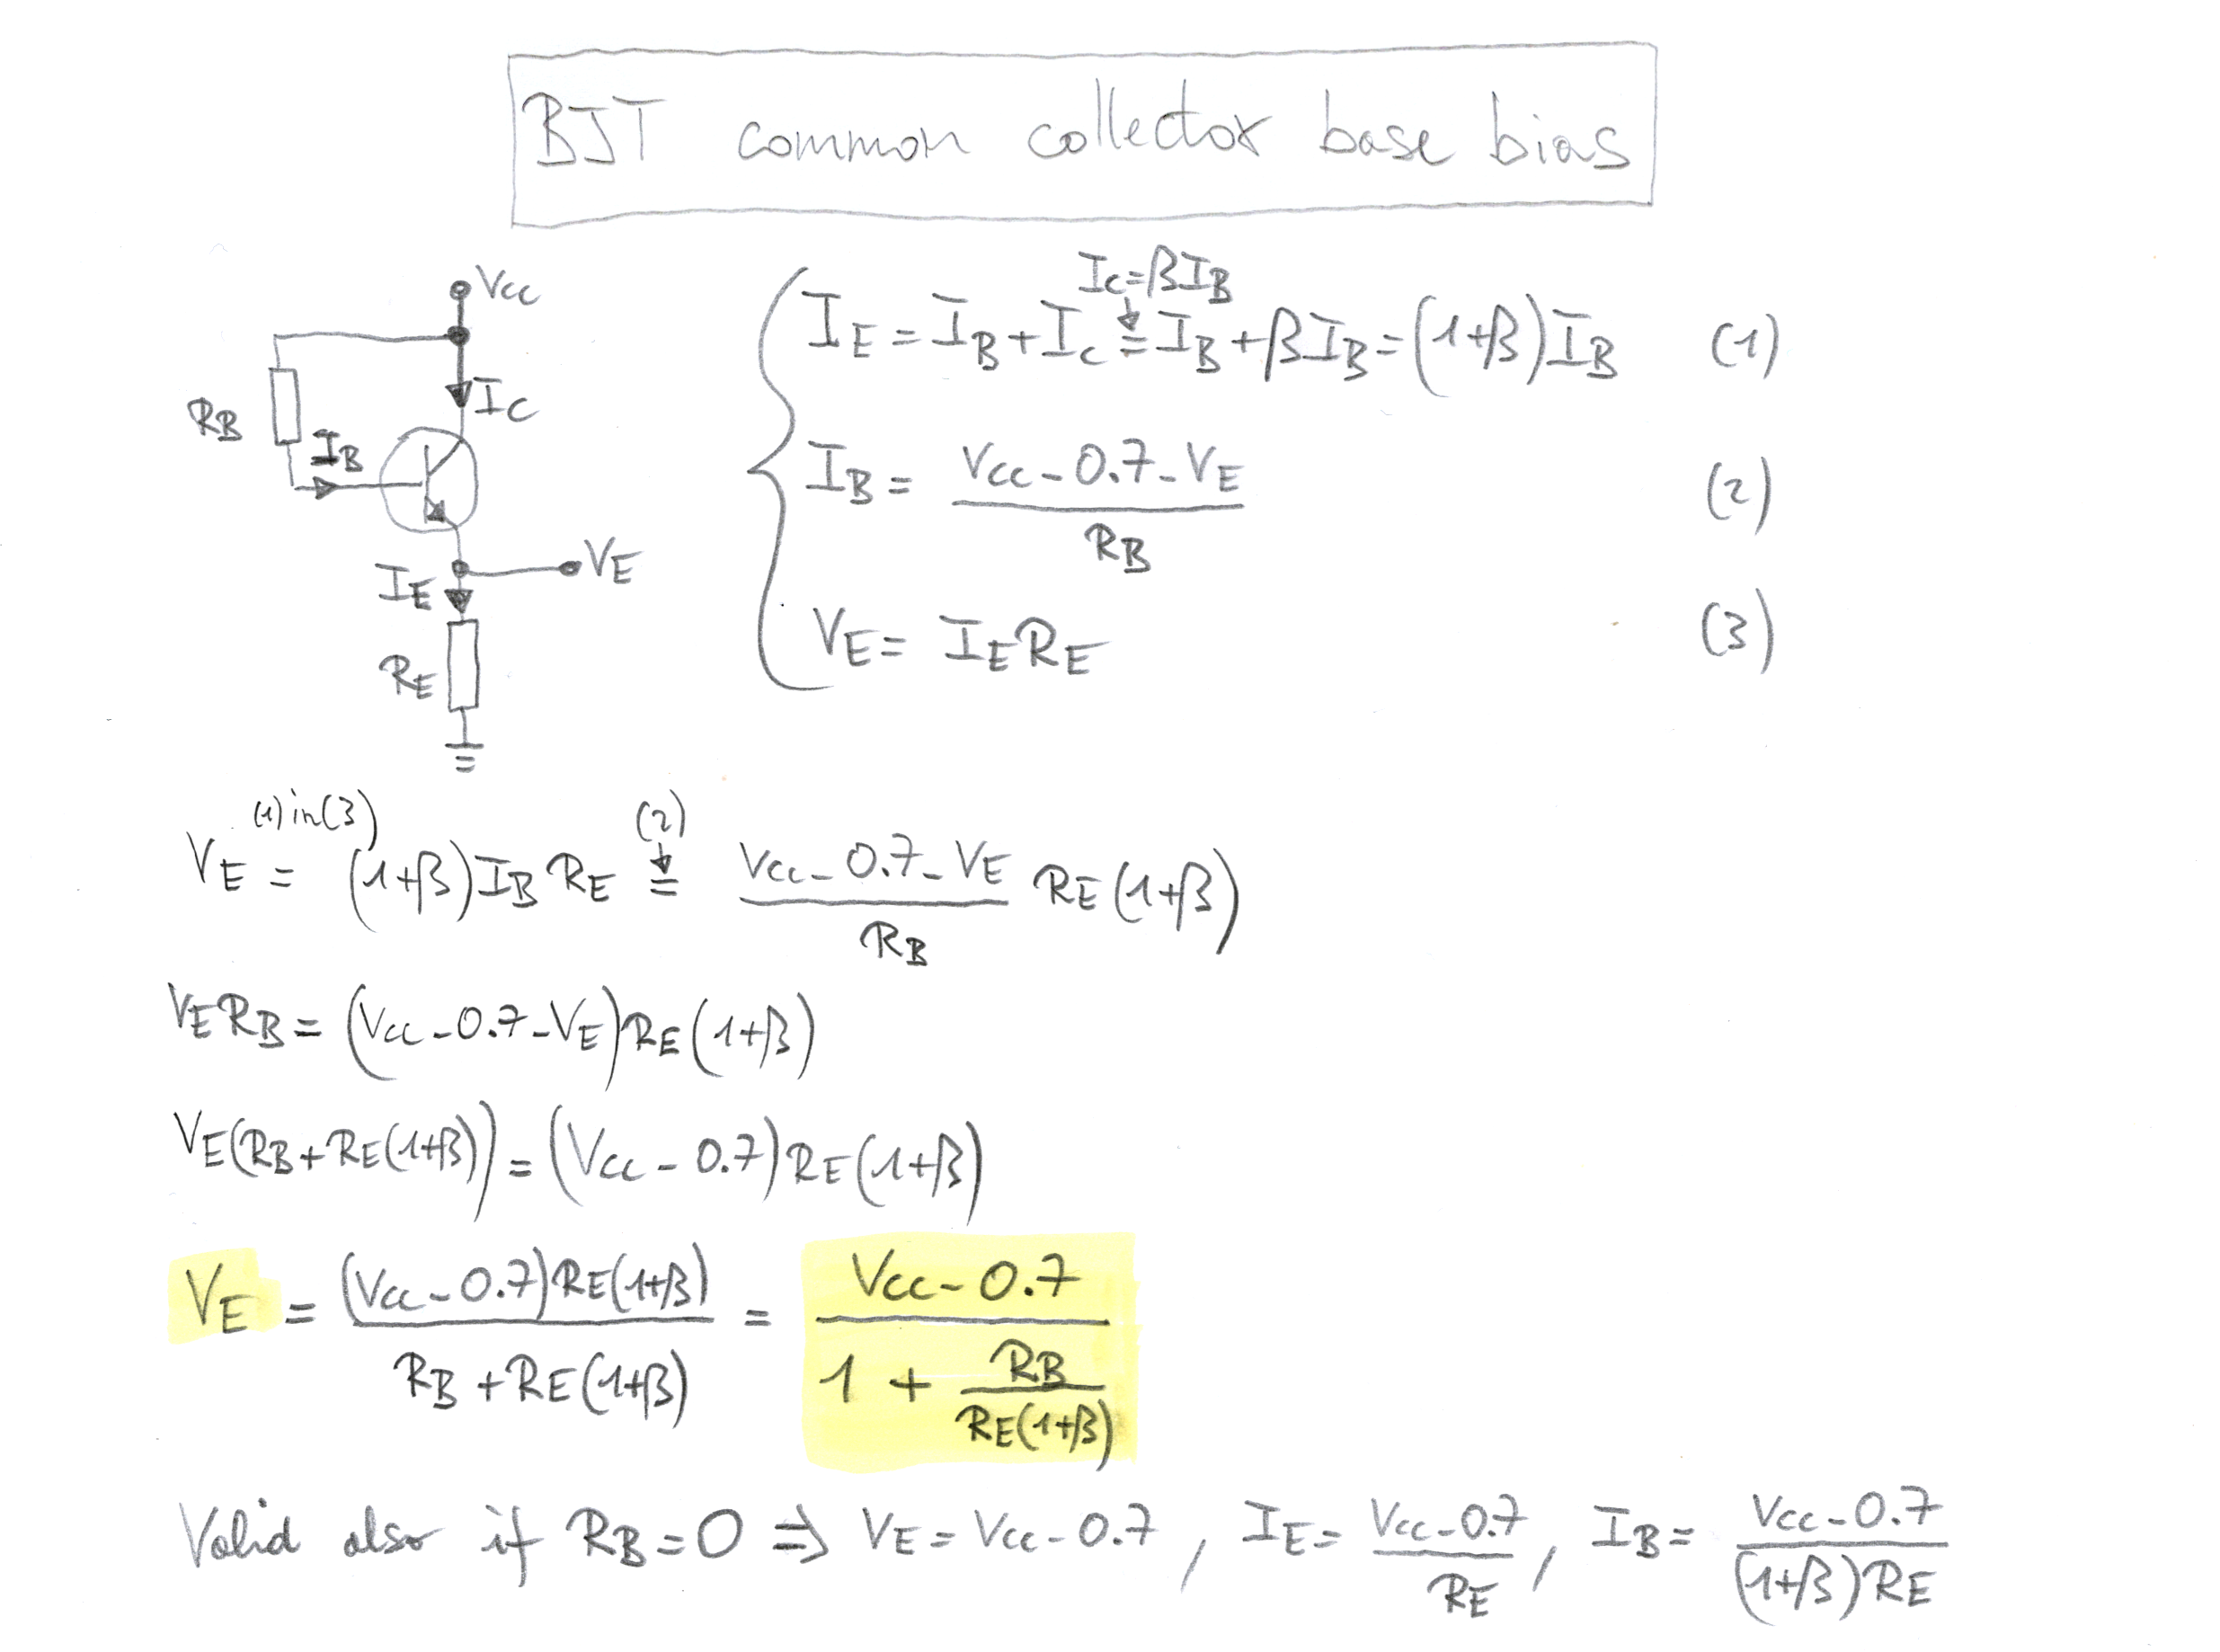 BJT common collector base bias
Vcc
IC
RB
IB
IE
VE
RE
Ic=βIB
IE = IB + Ic = IB + βIB = (1+β)IB (1)
IB = Vcc - 0.7 - VE / RB (2)
VE = IERE (3)
(1) in (3) (2)
VE = (1+β)IB RE = Vcc - 0.7 - VE / RB RE (1+β)
VERB = (Vcc - 0.7 - VE)RE(1+β)
VE(RB + RE(1+β)) = (Vcc - 0.7)RE(1+β)
VE = (Vcc - 0.7)RE(1+β) / RB + RE(1+β) = Vcc - 0.7 / 1 + RB / RE(1+β)
Valid also if RB = 0 ⇒ VE = Vcc - 0.7, IE = Vcc - 0.7 / RE, IB = Vcc - 0.7 / (1+β)RE